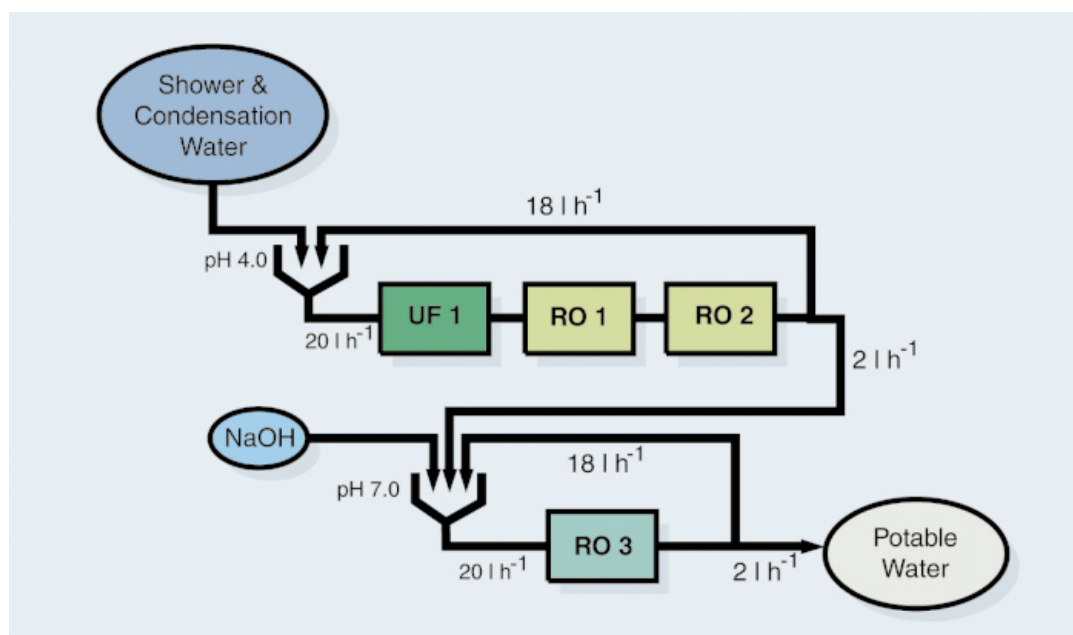 Shower &
Condensation
Water
18 l h-1
pH 4.0
UF 1
RO 1
RO 2
20 l h-1
2 l h-1
NaOH
18 l h-1
pH 7.0
RO 3
20 l h-1
2 l h-1
Potable
Water